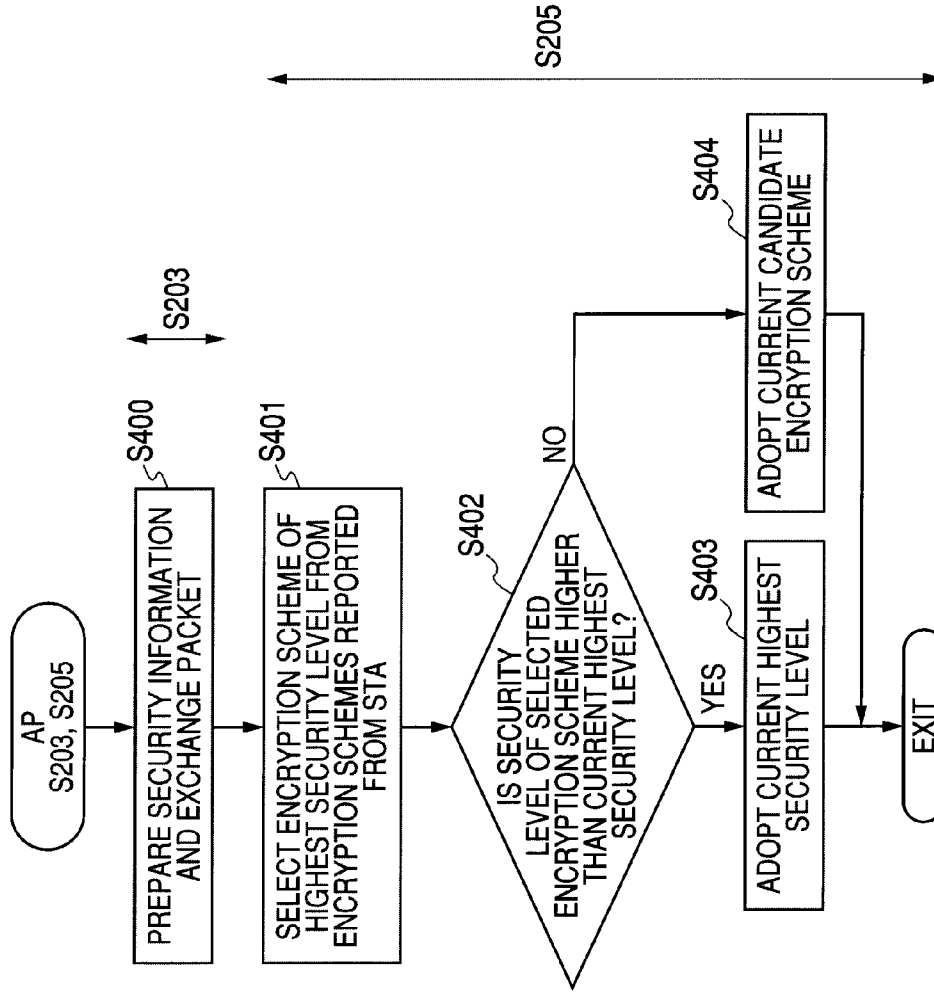 AP
S203, S205
S400
PREPARE SECURITY INFORMATION
AND EXCHANGE PACKET
S203
S401
SELECT ENCRYPTION SCHEME OF
HIGHEST SECURITY LEVEL FROM
ENCRYPTION SCHEMES REPORTED
FROM STA
S205
S402
IS SECURITY
LEVEL OF SELECTED
ENCRYPTION SCHEME HIGHER
THAN CURRENT HIGHEST
SECURITY LEVEL?
NO
YES
S403
ADOPT CURRENT HIGHEST
SECURITY LEVEL
S404
ADOPT CURRENT CANDIDATE
ENCRYPTION SCHEME
EXIT